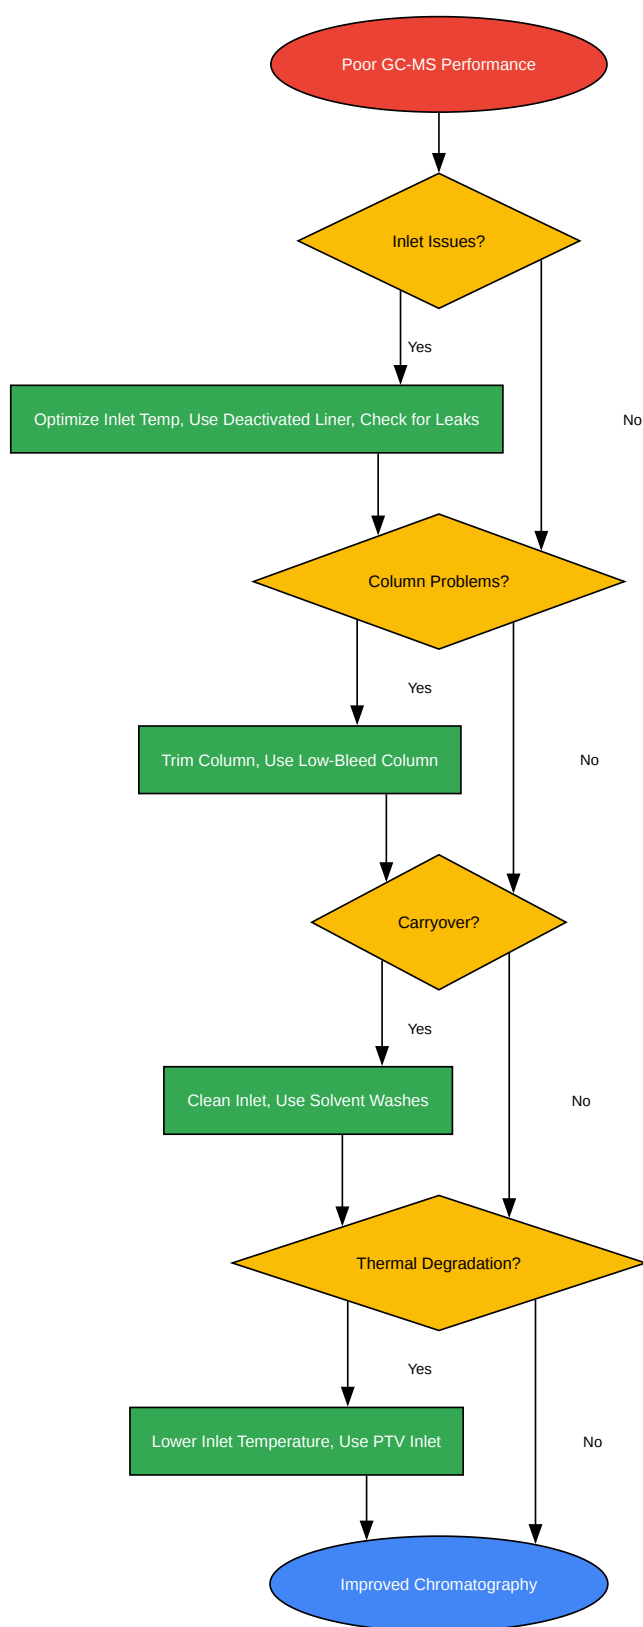 Poor GC-MS Performance
Inlet Issues?
Yes
Optimize Inlet Temp, Use Deactivated Liner, Check for Leaks
No
Column Problems?
Yes
Trim Column, Use Low-Bleed Column
No
Carryover?
Yes
Clean Inlet, Use Solvent Washes
No
Thermal Degradation?
Yes
Lower Inlet Temperature, Use PTV Inlet
No
Improved Chromatography